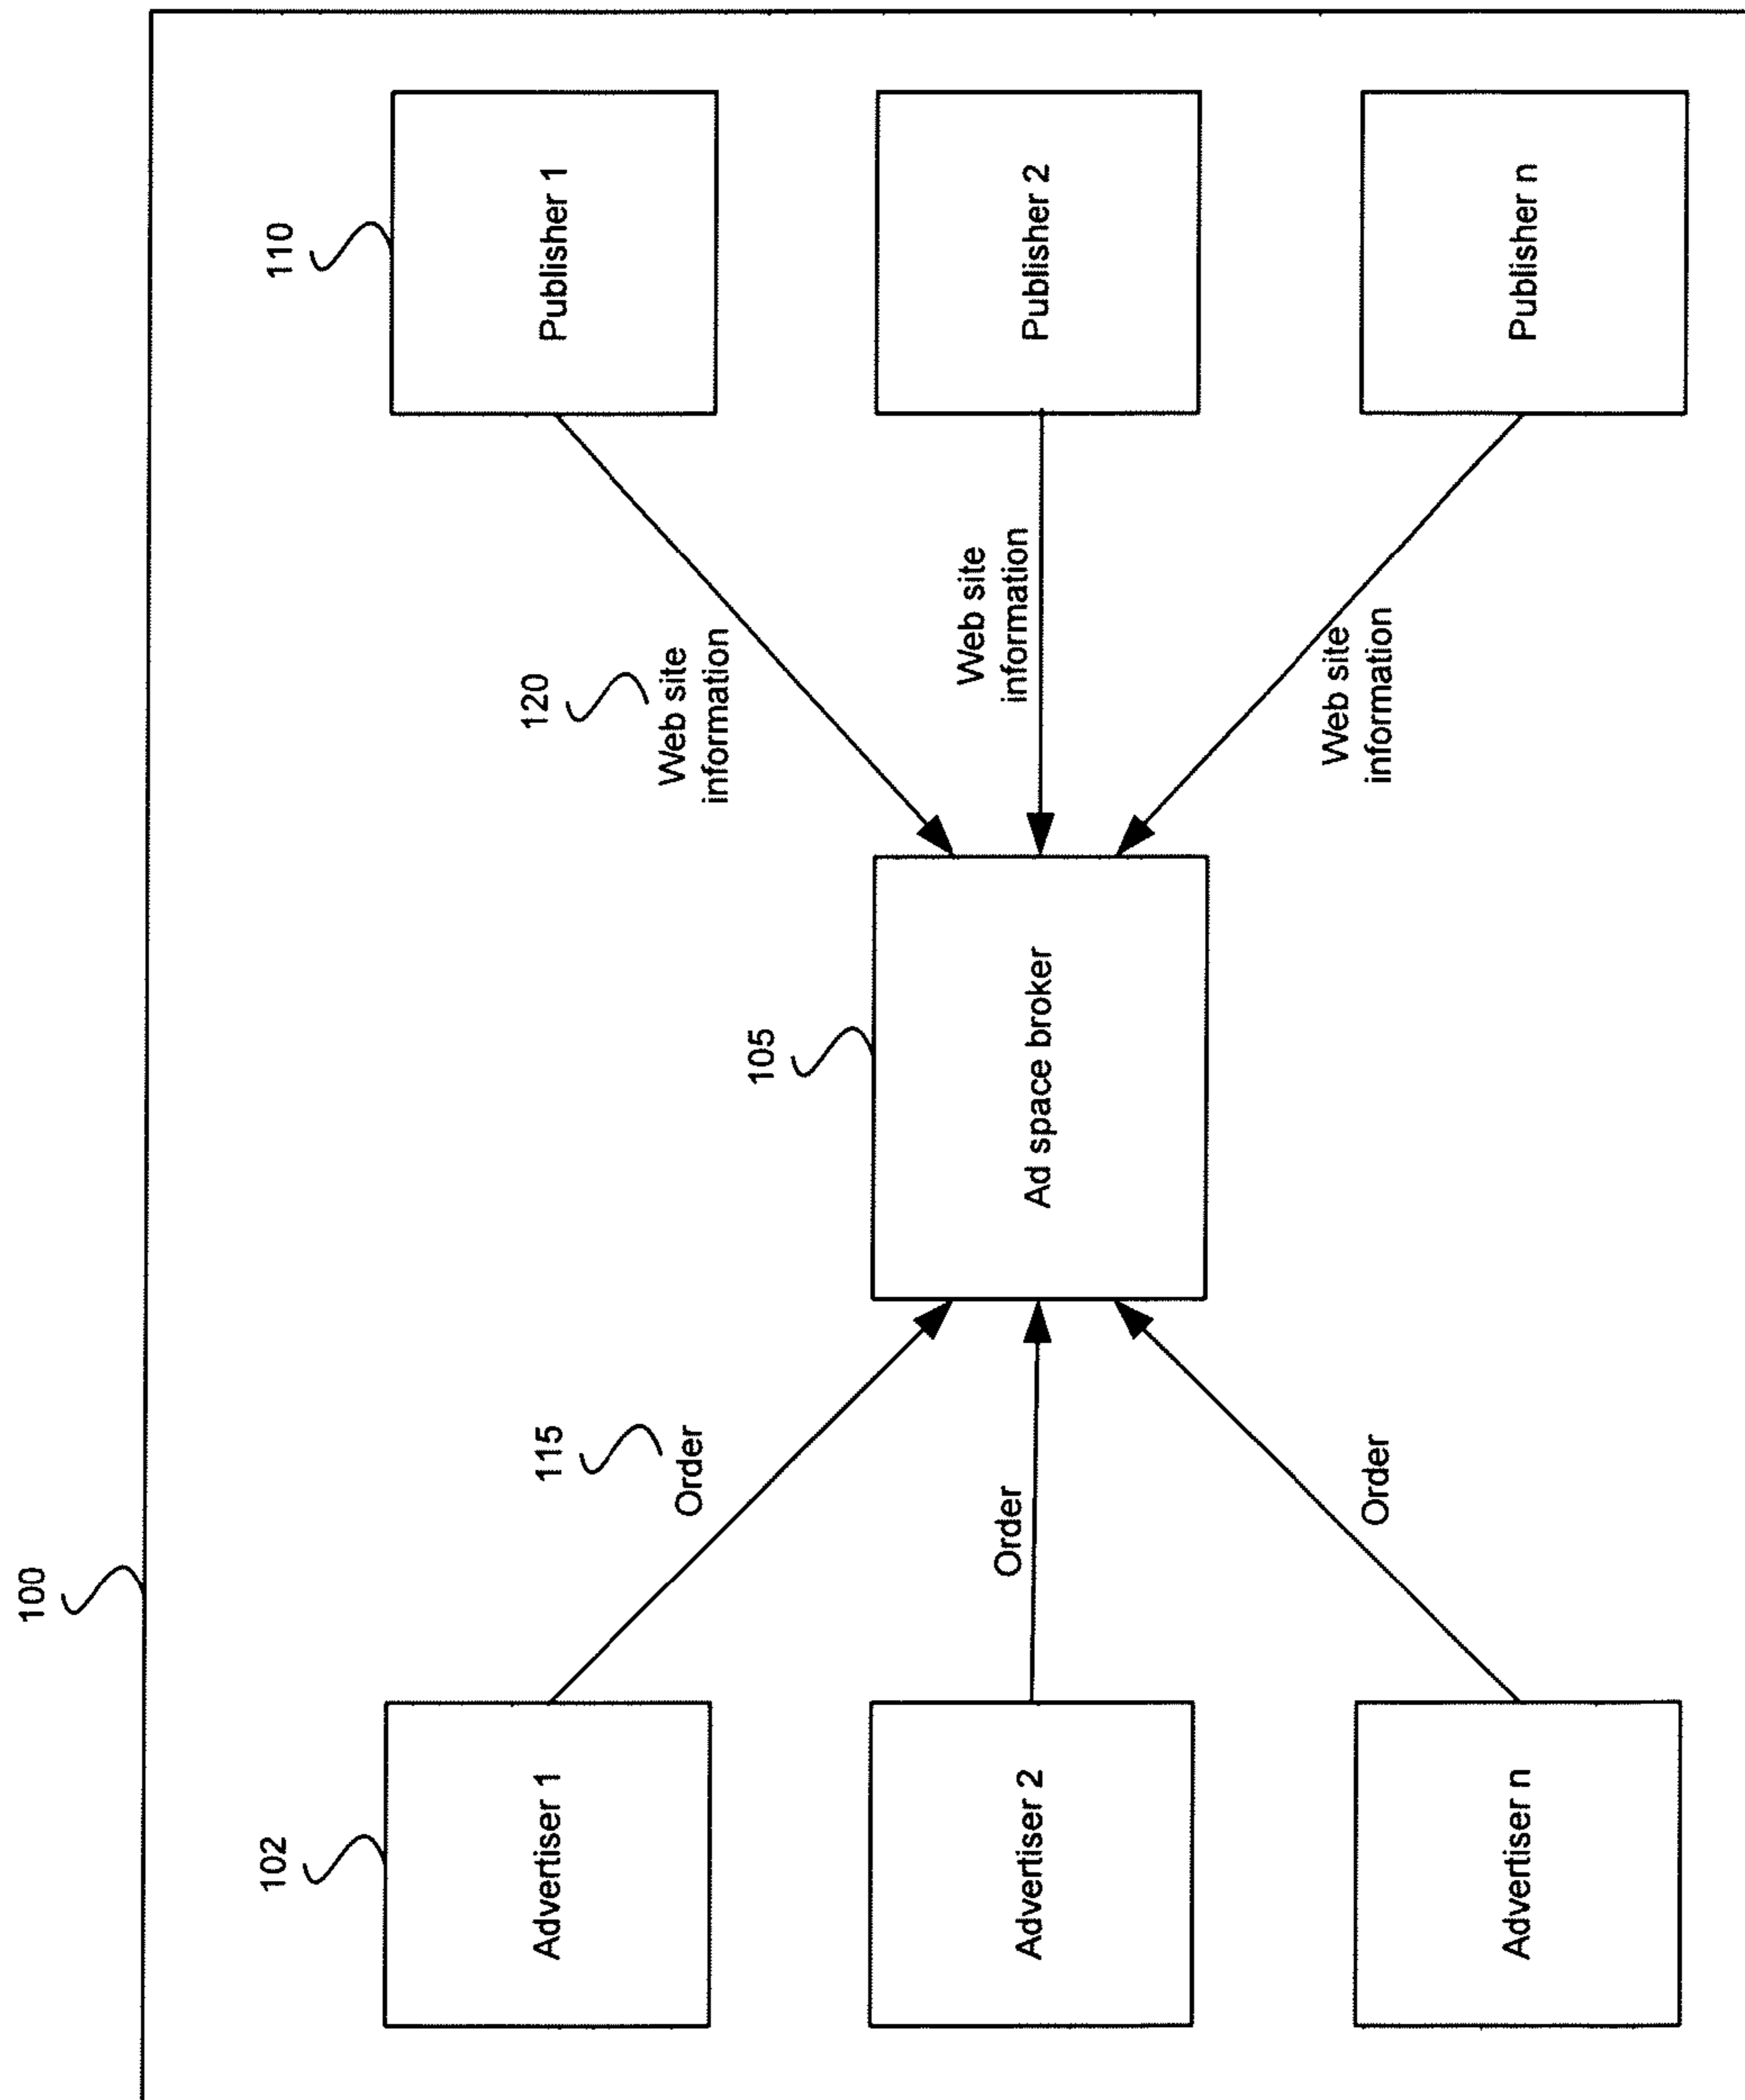 100
102
Advertiser 1
115
Order
105
120
Web site
information
110
Publisher 1
Advertiser 2
Order
Ad space broker
Web site
information
Publisher 2
Advertiser n
Order
Web site
information
Publisher n